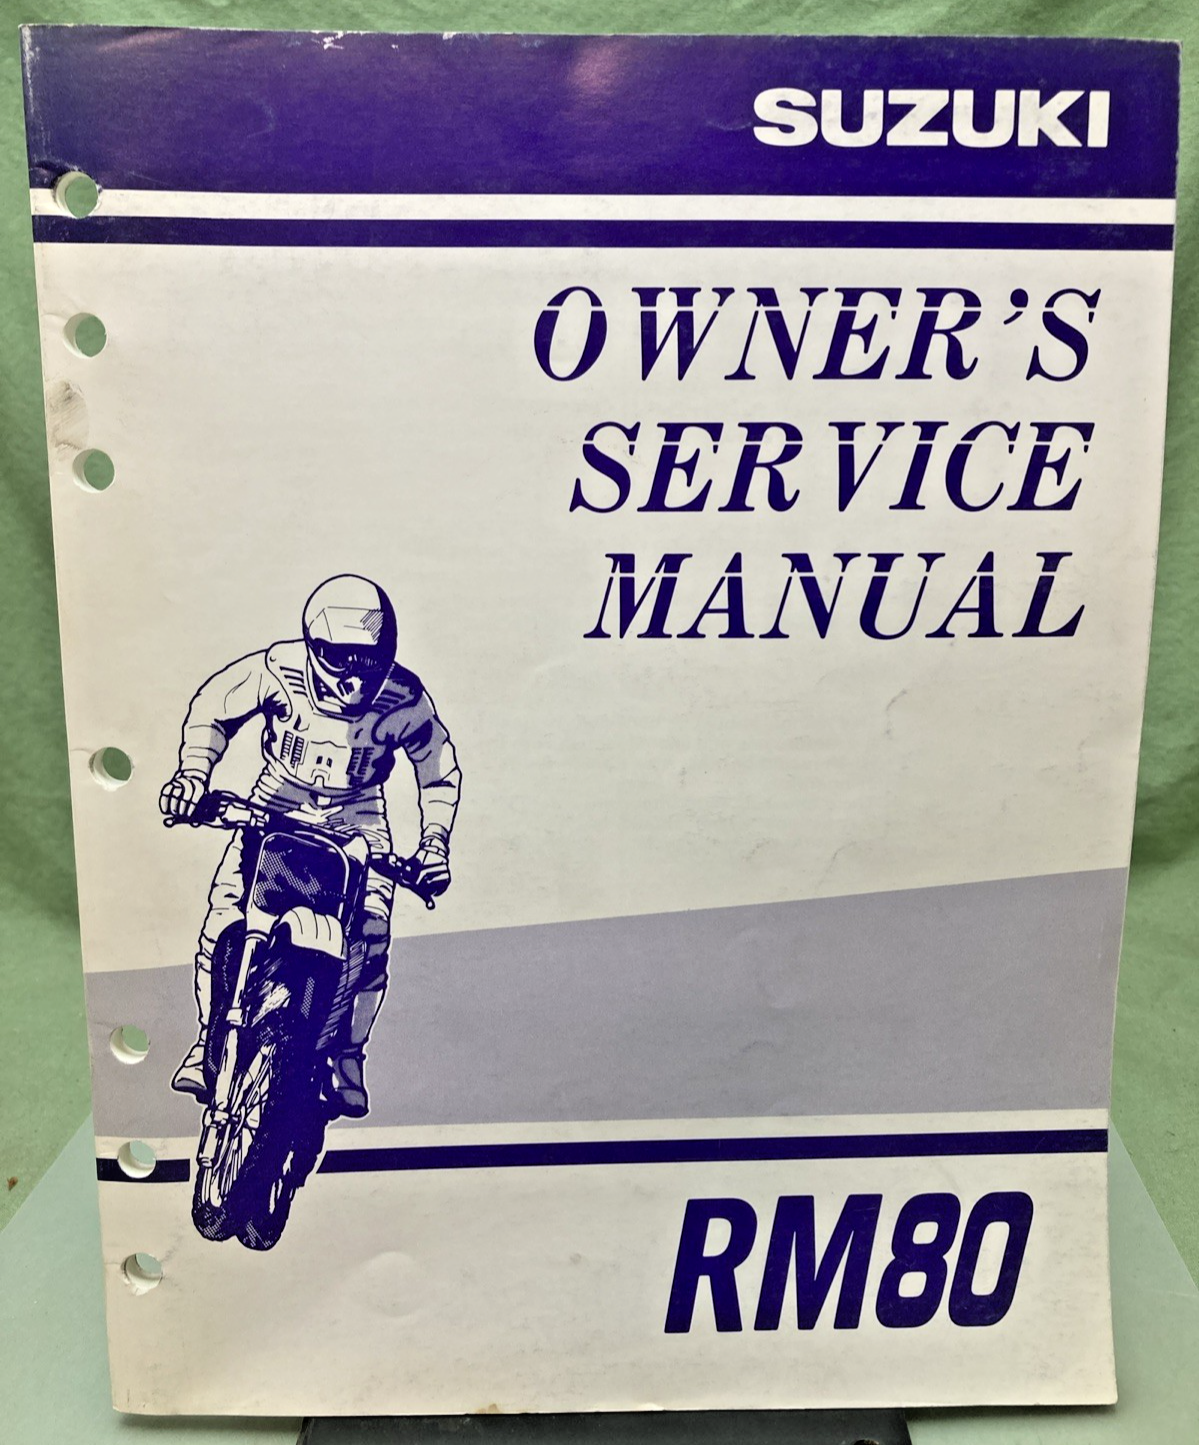 SUZUKI
OWNER'S
SERVICE
MANUAL
RM80